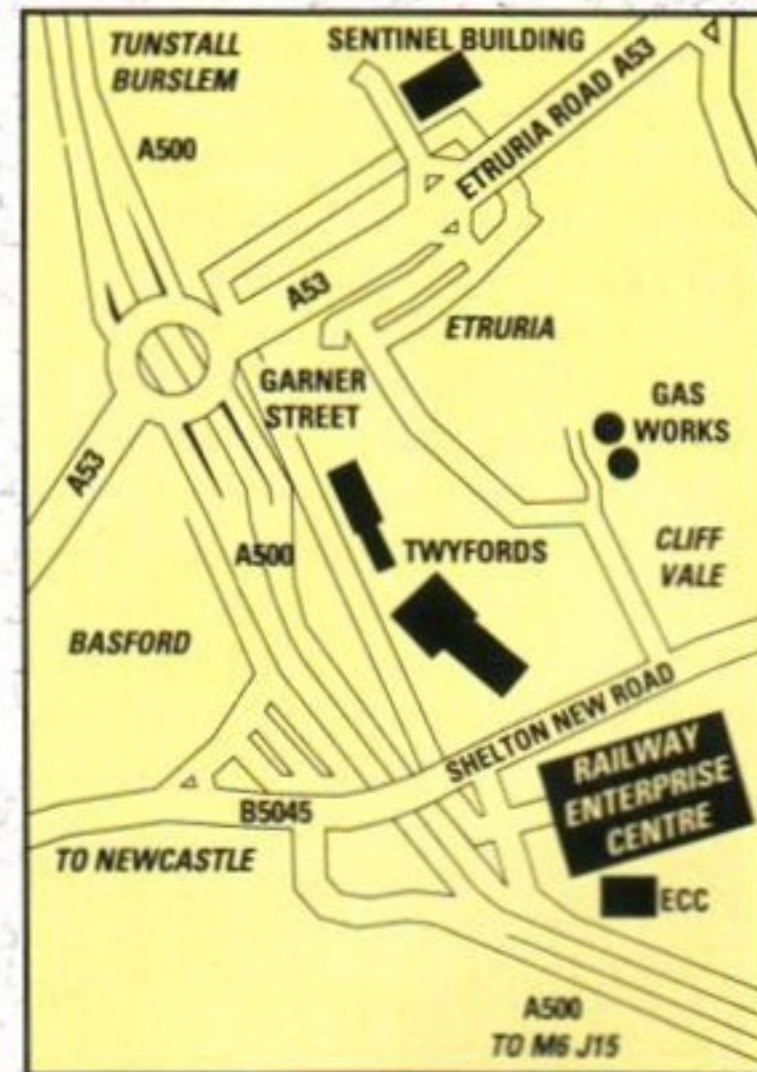 TUNSTALL
BURSLEM
SENTINEL BUILDING
A500
ETRURIA ROAD A53
A53
ETRURIA
GARNER
STREET
GAS
WORKS
A53
A500
TWYFORDS
CLIFF
VALE
BASFORD
SHELTON NEW ROAD
RAILWAY
ENTERPRISE
CENTRE
B5045
TO NEWCASTLE
ECC
A500
TO M6 J15